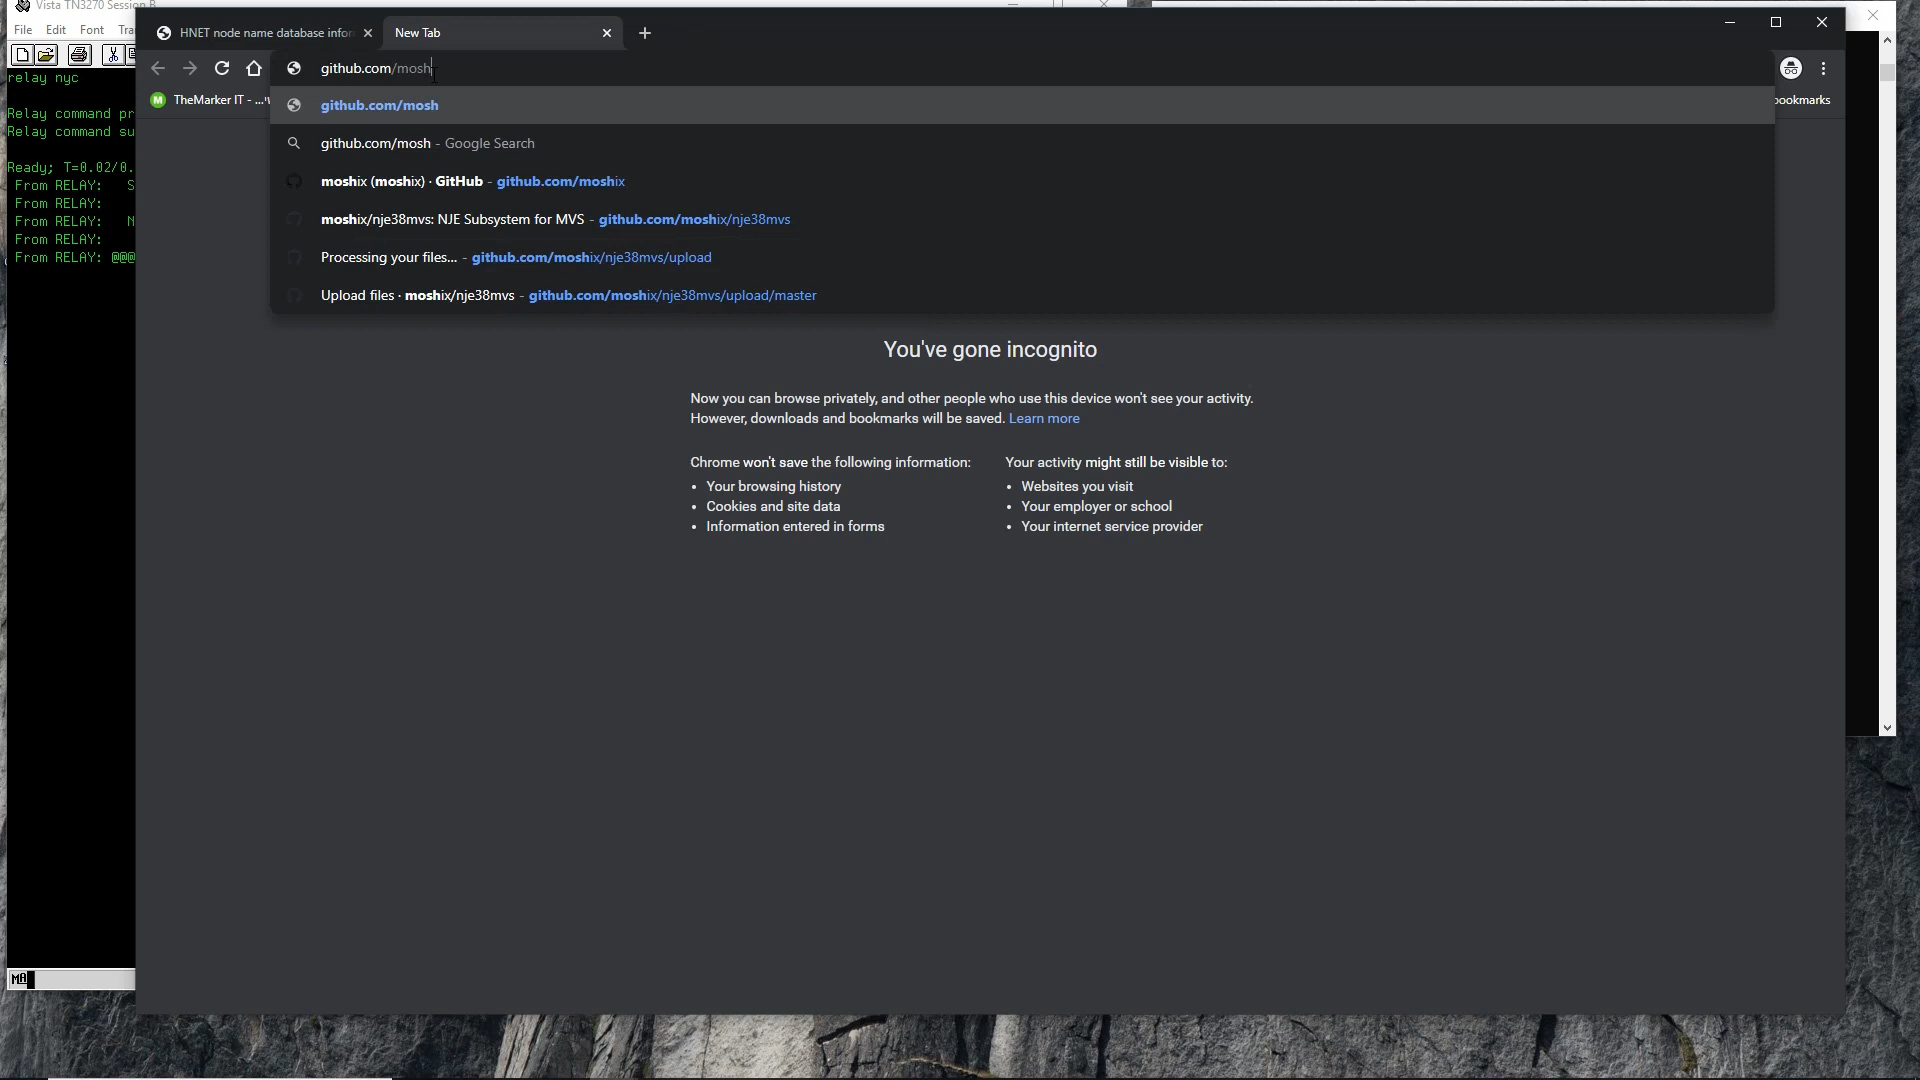 Vista TN3270 Session B
File Edit Font Tra
relay nyc
Relay command pr
Relay command su
Ready; T=0.02/0.
From RELAY: S
From RELAY:
From RELAY: N
From RELAY:
From RELAY: @@@
MA
HNET node name database infor
New Tab
github.com/mosh
TheMarker IT - ...
bookmarks
github.com/mosh
github.com/mosh - Google Search
moshix (moshix) · GitHub - github.com/moshix
moshix/nje38mvs: NJE Subsystem for MVS - github.com/moshix/nje38mvs
Processing your files... - github.com/moshix/nje38mvs/upload
Upload files · moshix/nje38mvs - github.com/moshix/nje38mvs/upload/master
You've gone incognito
Now you can browse privately, and other people who use this device won't see your activity.
However, downloads and bookmarks will be saved. Learn more
Chrome won't save the following information:
• Your browsing history
• Cookies and site data
• Information entered in forms
Your activity might still be visible to:
• Websites you visit
• Your employer or school
• Your internet service provider